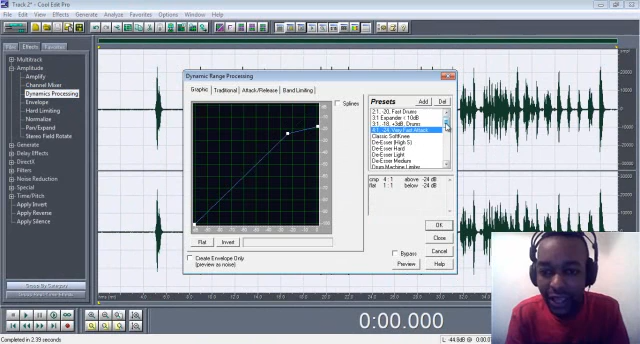 Track 2* - Cool Edit Pro
File Edit View Effects Generate Analyze Favorites Options Window Help
Files Effects Favorites
Multitrack
Amplitude
Amplify
Channel Mixer
Dynamics Processing
Envelope
Hard Limiting
Normalize
Pan/Expand
Stereo Field Rotate
Generate
Delay Effects
DirectX
Filters
Noise Reduction
Special
Time/Pitch
Apply Invert
Apply Reverse
Apply Silence
Group By Category
Dynamic Range Processing
Graphic Traditional Attack/Release Band Limiting
Splines
Presets Add Del
2:1, -20, Fast Drums
3:1 Expander < 10dB
3:1, -18, +3dB, Drums
4:1, -24, Very Fast Attack
Classic SoftKnee
De-Esser (High S)
De-Esser Hard
De-Esser Light
De-Esser Medium
Drum Machine Limiter
cmp 4 : 1 above -24 dB
flat 1 : 1 below -24 dB
Flat Invert
Create Envelope Only
(preview as noise)
OK
Close
Bypass Cancel
Preview Help
0:00.000
Completed in 2.39 seconds